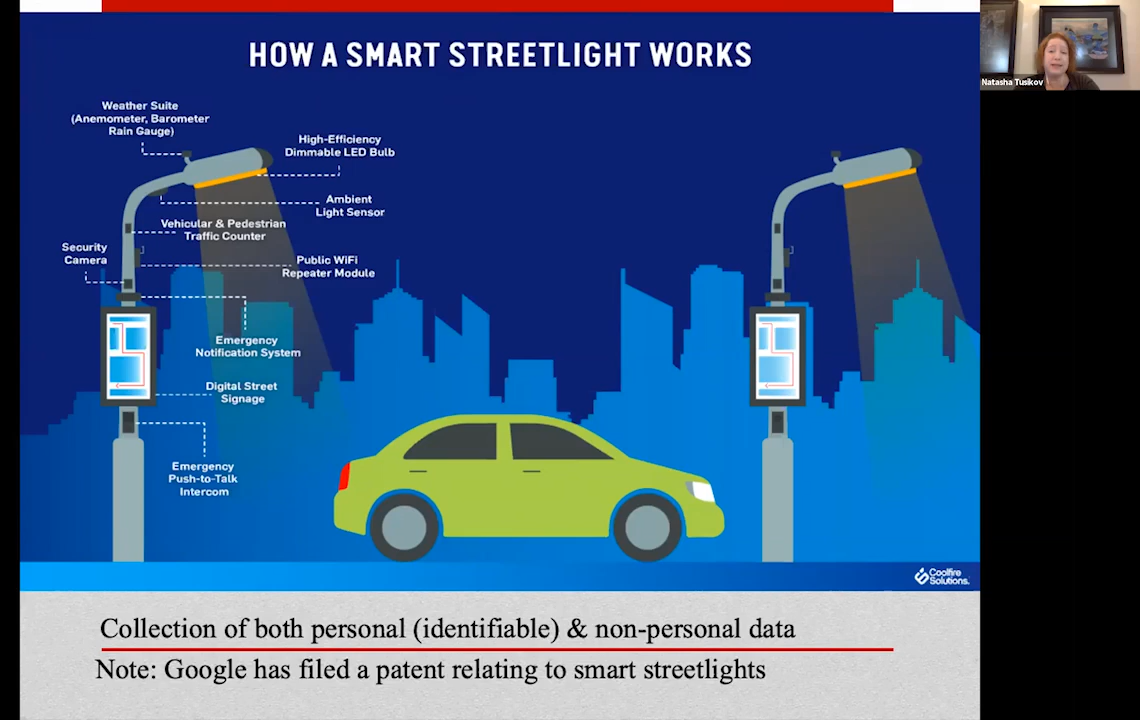 HOW A SMART STREETLIGHT WORKS
Natasha Tusikov
Weather Suite
(Anemometer, Barometer
Rain Gauge)
High-Efficiency
Dimmable LED Bulb
Ambient
Light Sensor
Vehicular & Pedestrian
Traffic Counter
Security
Camera
Public WiFi
Repeater Module
Emergency
Notification System
Digital Street
Signage
Emergency
Push-to-Talk
Intercom
Coolfire
Solutions.
Collection of both personal (identifiable) & non-personal data
Note: Google has filed a patent relating to smart streetlights